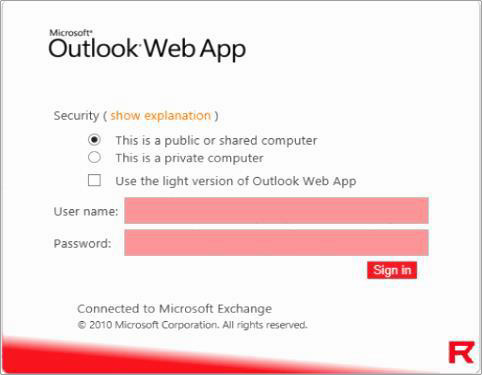 Microsoft®
Outlook Web App
Security ( show explanation )
This is a public or shared computer
This is a private computer
Use the light version of Outlook Web App
User name:
Password:
Sign in
Connected to Microsoft Exchange
© 2010 Microsoft Corporation. All rights reserved.
R